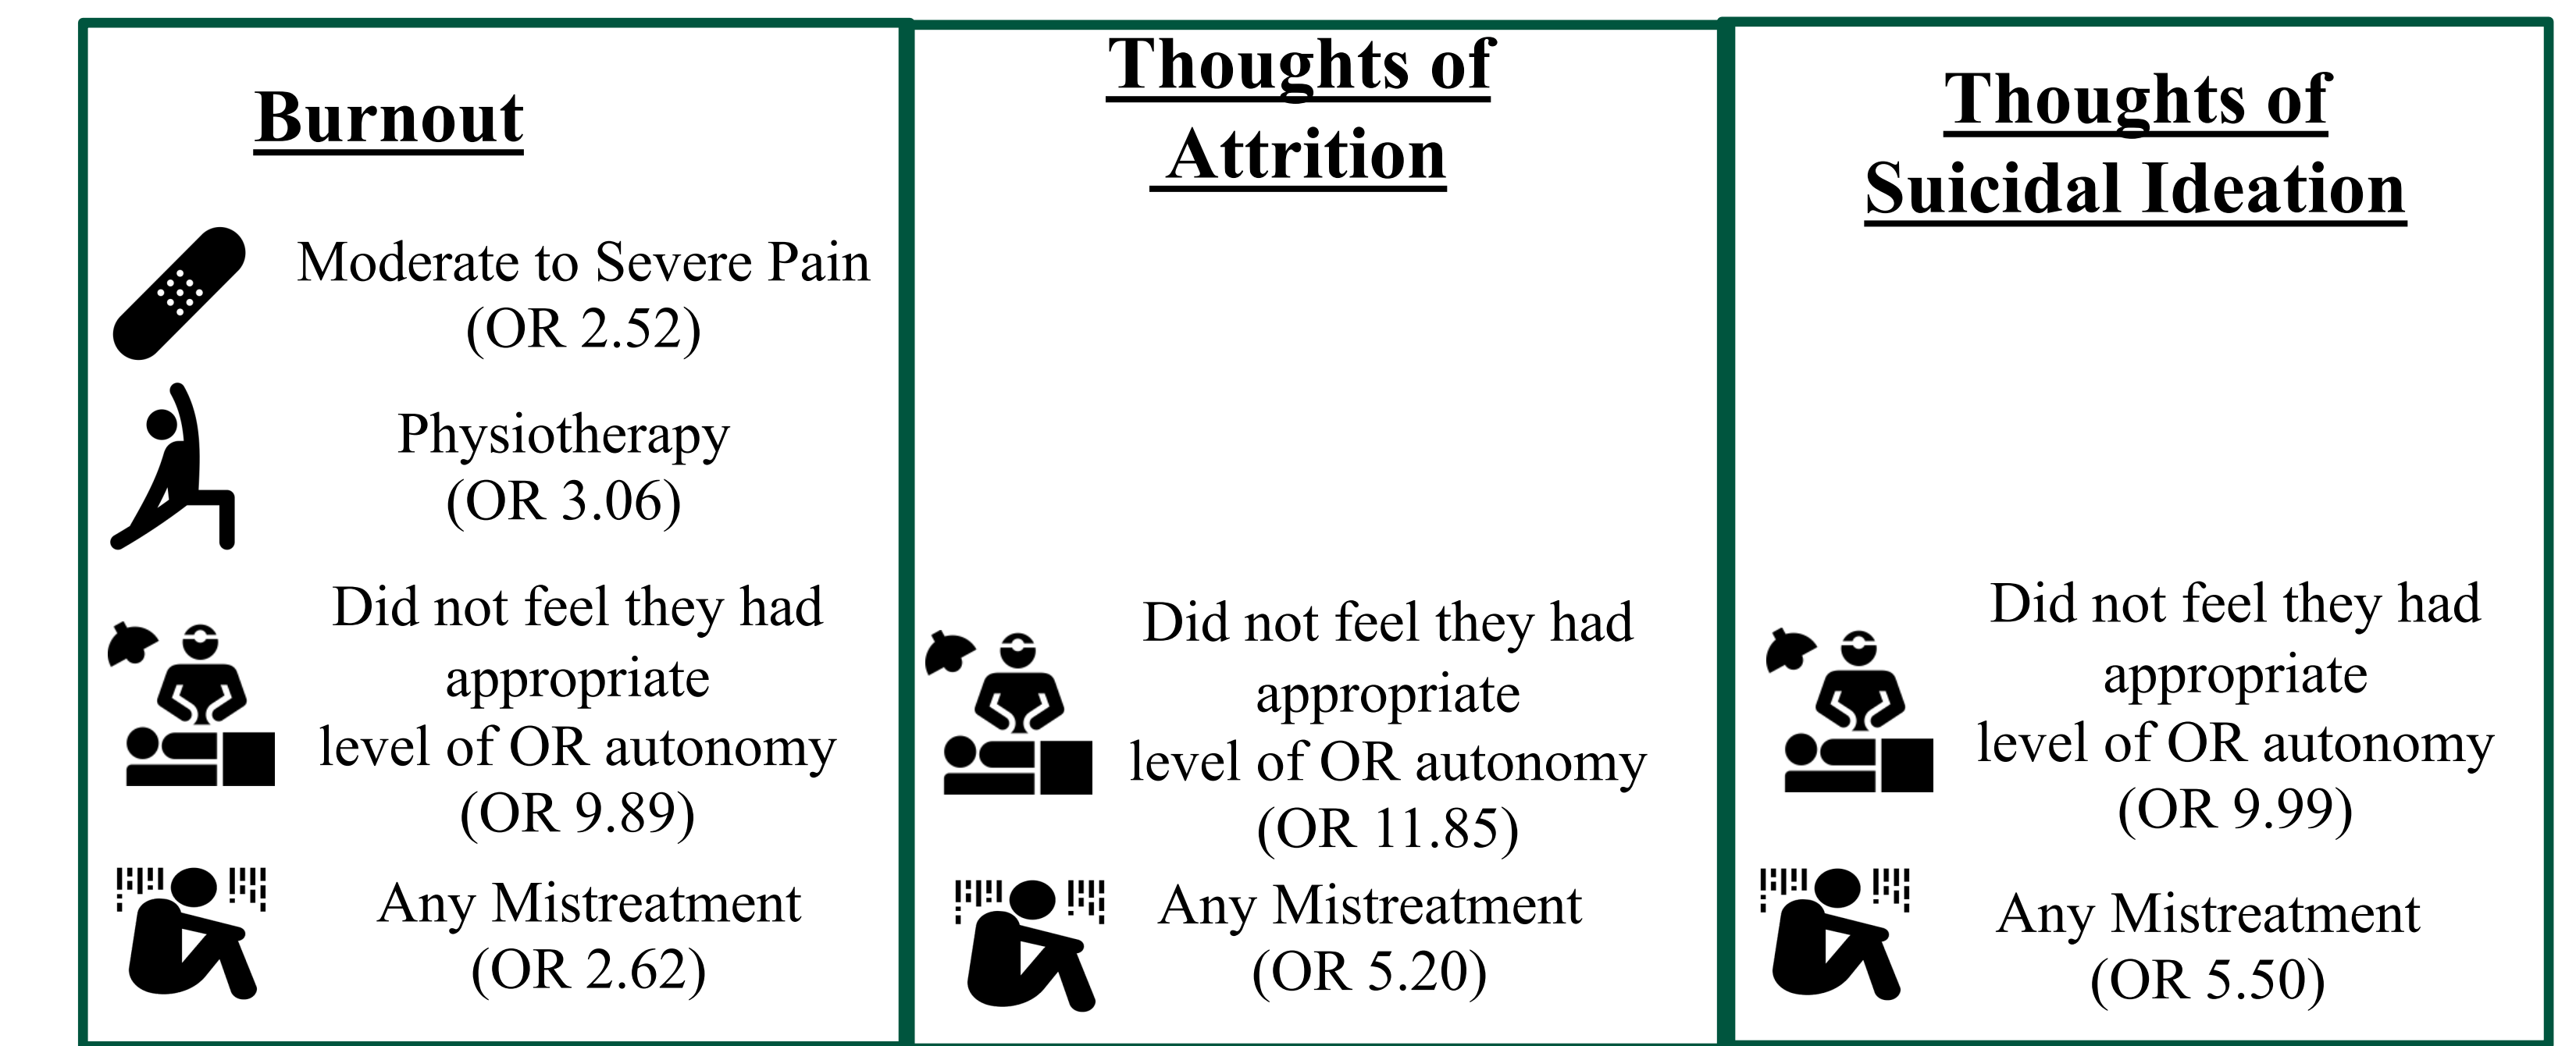 Burnout
Moderate to Severe Pain
(OR 2.52)
Physiotherapy
(OR 3.06)
Did not feel they had
appropriate
level of OR autonomy
(OR 9.89)
Any Mistreatment
(OR 2.62)
Thoughts of
Attrition
Did not feel they had
appropriate
level of OR autonomy
(OR 11.85)
Any Mistreatment
(OR 5.20)
Thoughts of
Suicidal Ideation
Did not feel they had
appropriate
level of OR autonomy
(OR 9.99)
Any Mistreatment
(OR 5.50)